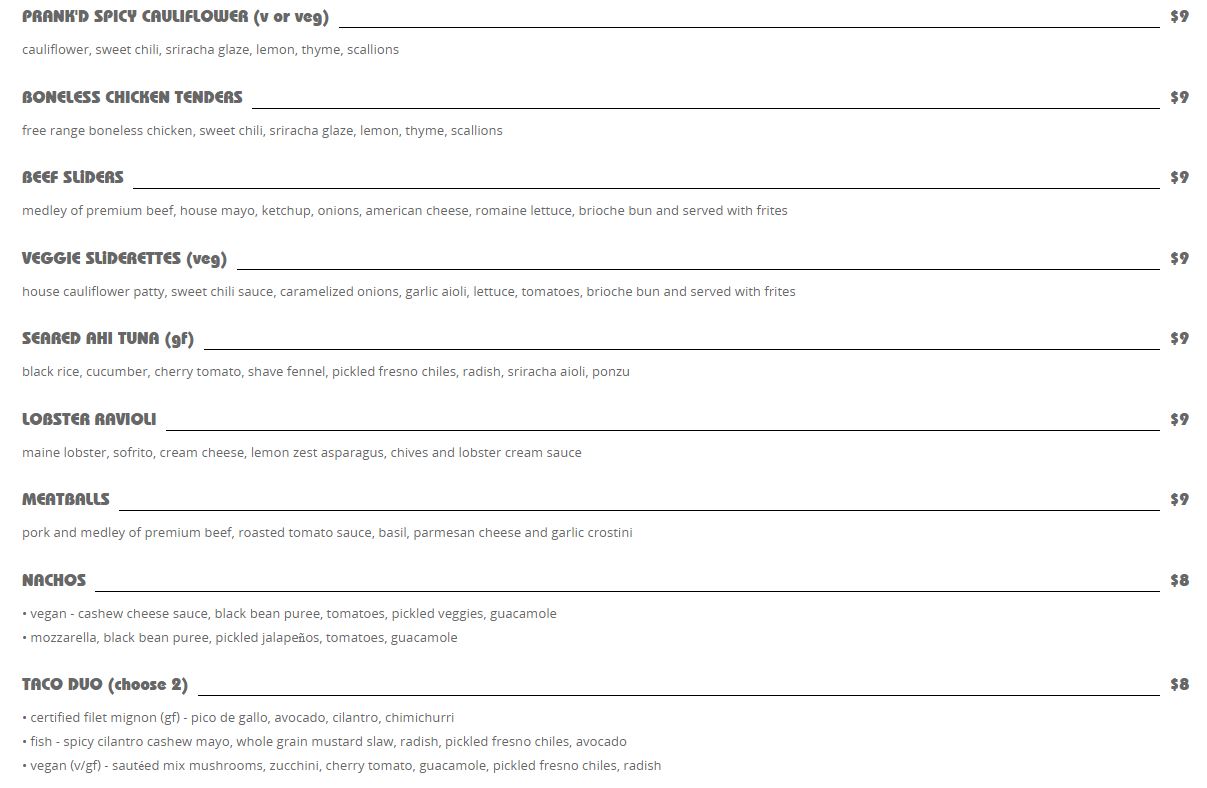 PRANK'D SPICY CAULIFLOWER (v or veg) $9
cauliflower, sweet chili, sriracha glaze, lemon, thyme, scallions
BONELESS CHICKEN TENDERS $9
free range boneless chicken, sweet chili, sriracha glaze, lemon, thyme, scallions
BEEF SLIDERS $9
medley of premium beef, house mayo, ketchup, onions, american cheese, romaine lettuce, brioche bun and served with frites
VEGGIE SLIDERETTES (veg) $9
house cauliflower patty, sweet chili sauce, caramelized onions, garlic aioli, lettuce, tomatoes, brioche bun and served with frites
SEARED AHI TUNA (gf) $9
black rice, cucumber, cherry tomato, shave fennel, pickled fresno chiles, radish, sriracha aioli, ponzu
LOBSTER RAVIOLI $9
maine lobster, sofrito, cream cheese, lemon zest asparagus, chives and lobster cream sauce
MEATBALLS $9
pork and medley of premium beef, roasted tomato sauce, basil, parmesan cheese and garlic crostini
NACHOS $8
• vegan - cashew cheese sauce, black bean puree, tomatoes, pickled veggies, guacamole
• mozzarella, black bean puree, pickled jalapeños, tomatoes, guacamole
TACO DUO (choose 2) $8
• certified filet mignon (gf) - pico de gallo, avocado, cilantro, chimichurri
• fish - spicy cilantro cashew mayo, whole grain mustard slaw, radish, pickled fresno chiles, avocado
• vegan (v/gf) - sautéed mix mushrooms, zucchini, cherry tomato, guacamole, pickled fresno chiles, radish